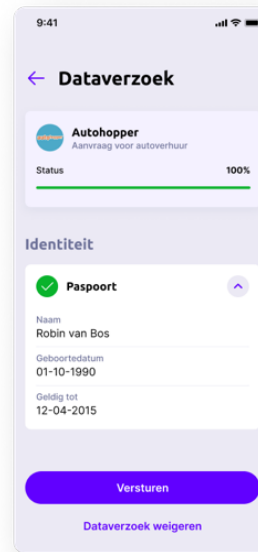 9:41
Dataverzoek
Autohopper
Aanvraag voor autoverhuur
Status 100%
Identiteit
Paspoort
Naam
Robin van Bos
Geboortedatum
01-10-1990
Geldig tot
12-04-2015
Versturen
Dataverzoek weigeren